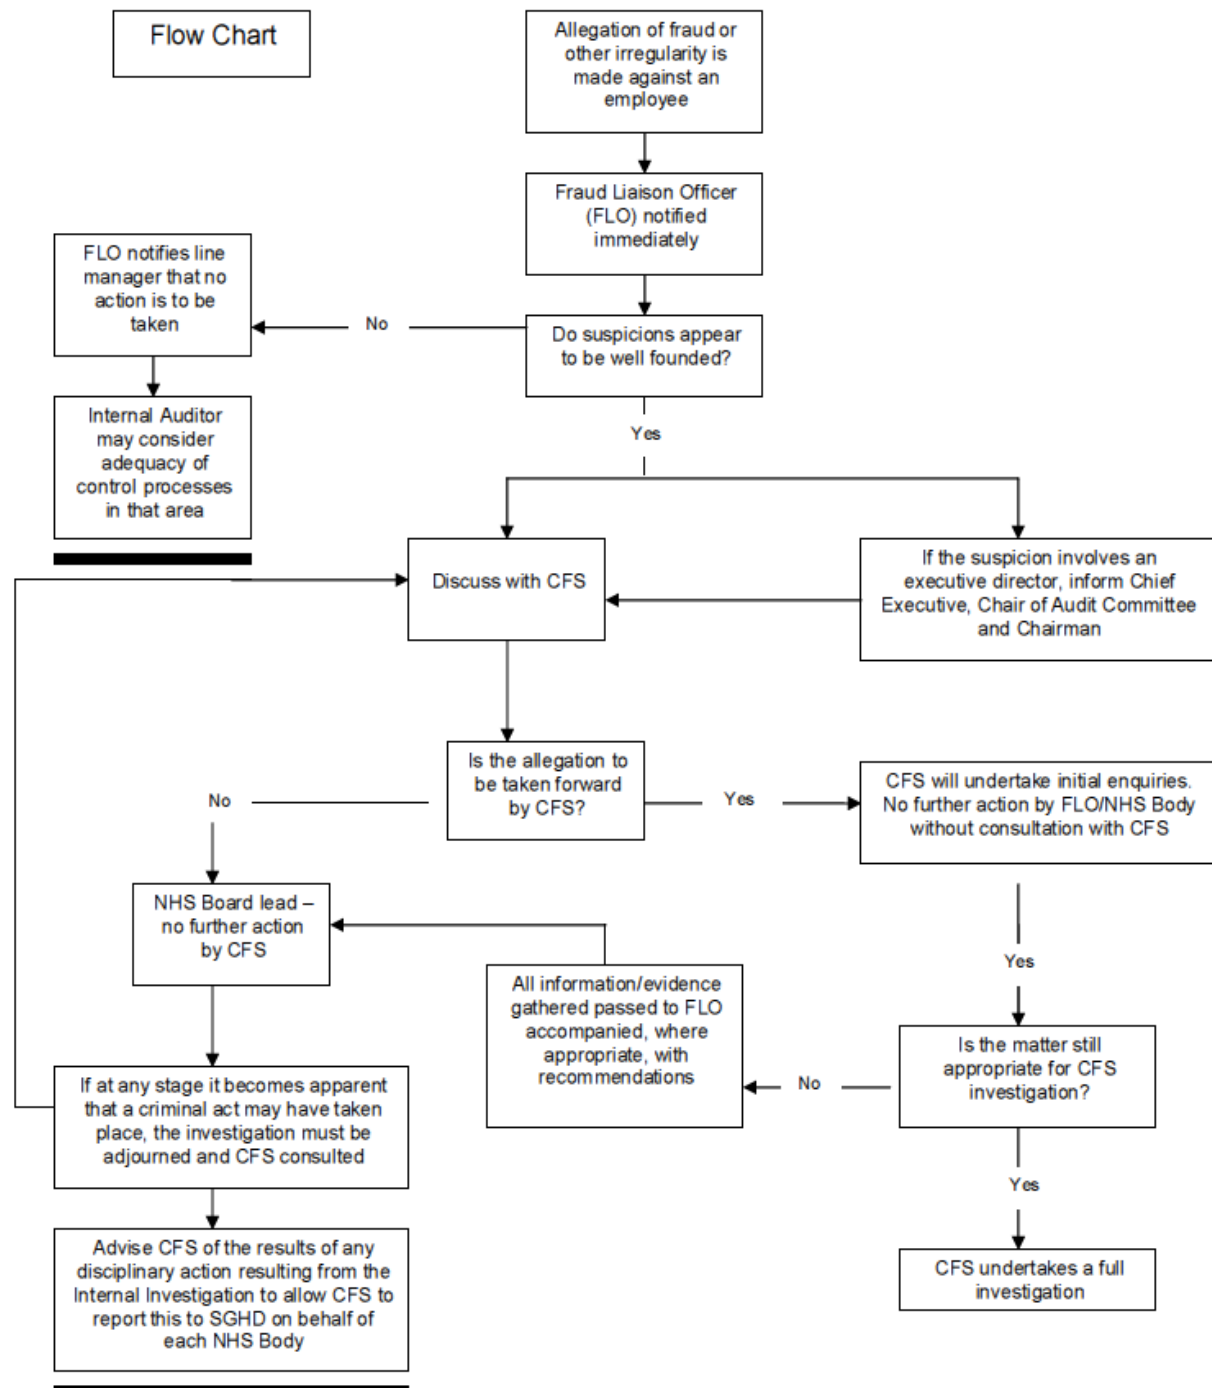 Flow Chart
Allegation of fraud or
other irregularity is
made against an
employee
Fraud Liaison Officer
(FLO) notified
immediately
FLO notifies line
manager that no
action is to be
taken
No
Do suspicions appear
to be well founded?
Internal Auditor
may consider
adequacy of
control processes
in that area
Yes
Discuss with CFS
If the suspicion involves an
executive director, inform Chief
Executive, Chair of Audit Committee
and Chairman
Is the allegation to
be taken forward
by CFS?
No
Yes
CFS will undertake initial enquiries.
No further action by FLO/NHS Body
without consultation with CFS
NHS Board lead –
no further action
by CFS
Yes
All information/evidence
gathered passed to FLO
accompanied, where
appropriate, with
recommendations
No
Is the matter still
appropriate for CFS
investigation?
If at any stage it becomes apparent
that a criminal act may have taken
place, the investigation must be
adjourned and CFS consulted
Yes
Advise CFS of the results of any
disciplinary action resulting from the
Internal Investigation to allow CFS to
report this to SGHD on behalf of
each NHS Body
CFS undertakes a full
investigation